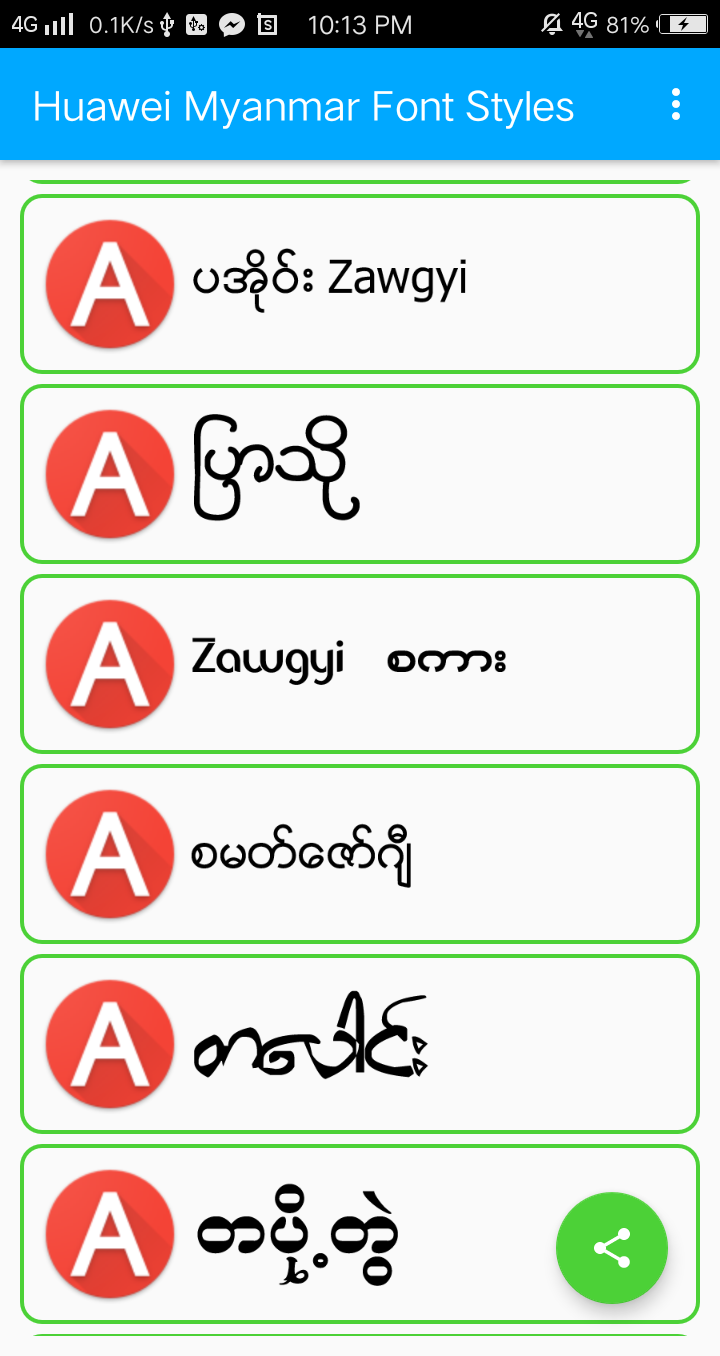 4G 0.1K/s 10:13 PM 4G 81%
Huawei Myanmar Font Styles
A ပအိုဝ်း Zawgyi
A ပြာသို
A Zawgyi စကား
A စမတ်ဇော်ဂျီ
A တပေါင်း
A တပို့တွဲ